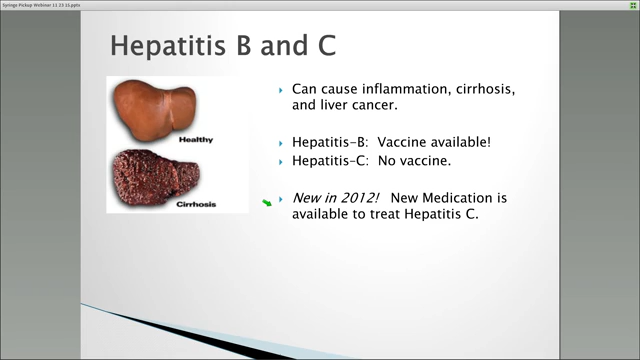 Syringe Pickup Webinar 11 23 15.pptx
Hepatitis B and C
Healthy
Cirrhosis
Can cause inflammation, cirrhosis,
and liver cancer.
Hepatitis-B: Vaccine available!
Hepatitis-C: No vaccine.
New in 2012! New Medication is
available to treat Hepatitis C.